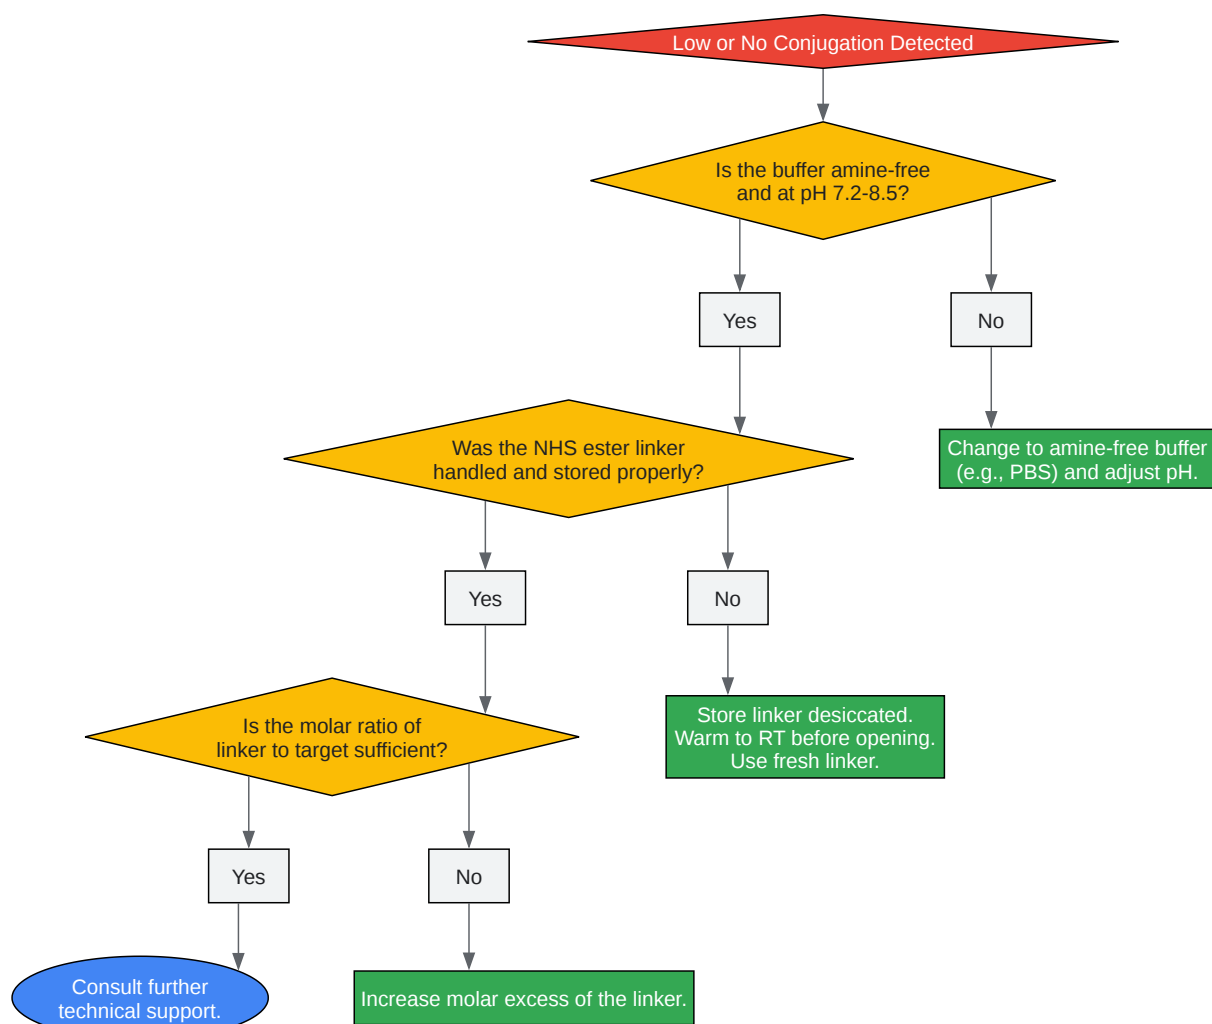 Low or No Conjugation Detected
Is the buffer amine-free
and at pH 7.2-8.5?
Yes
No
Was the NHS ester linker
handled and stored properly?
Change to amine-free buffer
(e.g., PBS) and adjust pH.
Yes
No
Is the molar ratio of
linker to target sufficient?
Store linker desiccated.
Warm to RT before opening.
Use fresh linker.
Yes
No
Consult further
technical support.
Increase molar excess of the linker.